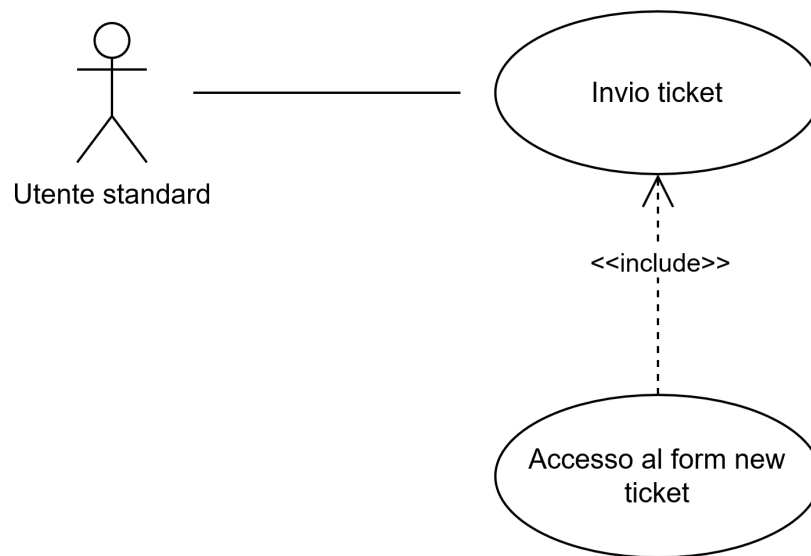 Invio ticket
Utente standard
<<include>>
Accesso al form new
ticket